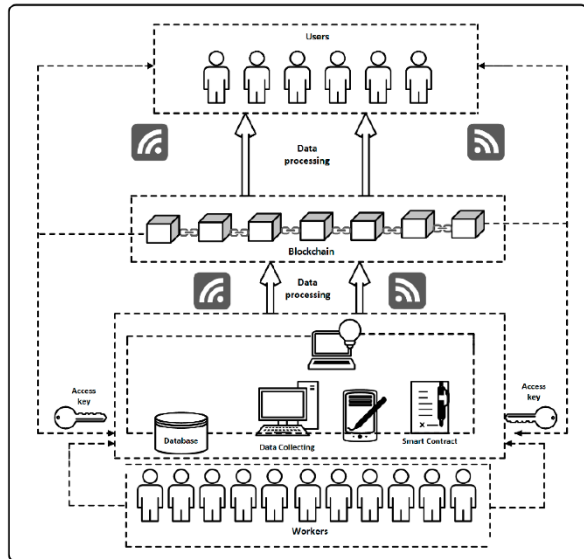 Users
Data
processing
Blockchain
Data
processing
Access
key
Access
key
Database
Data Collecting
Smart Contract
Workers